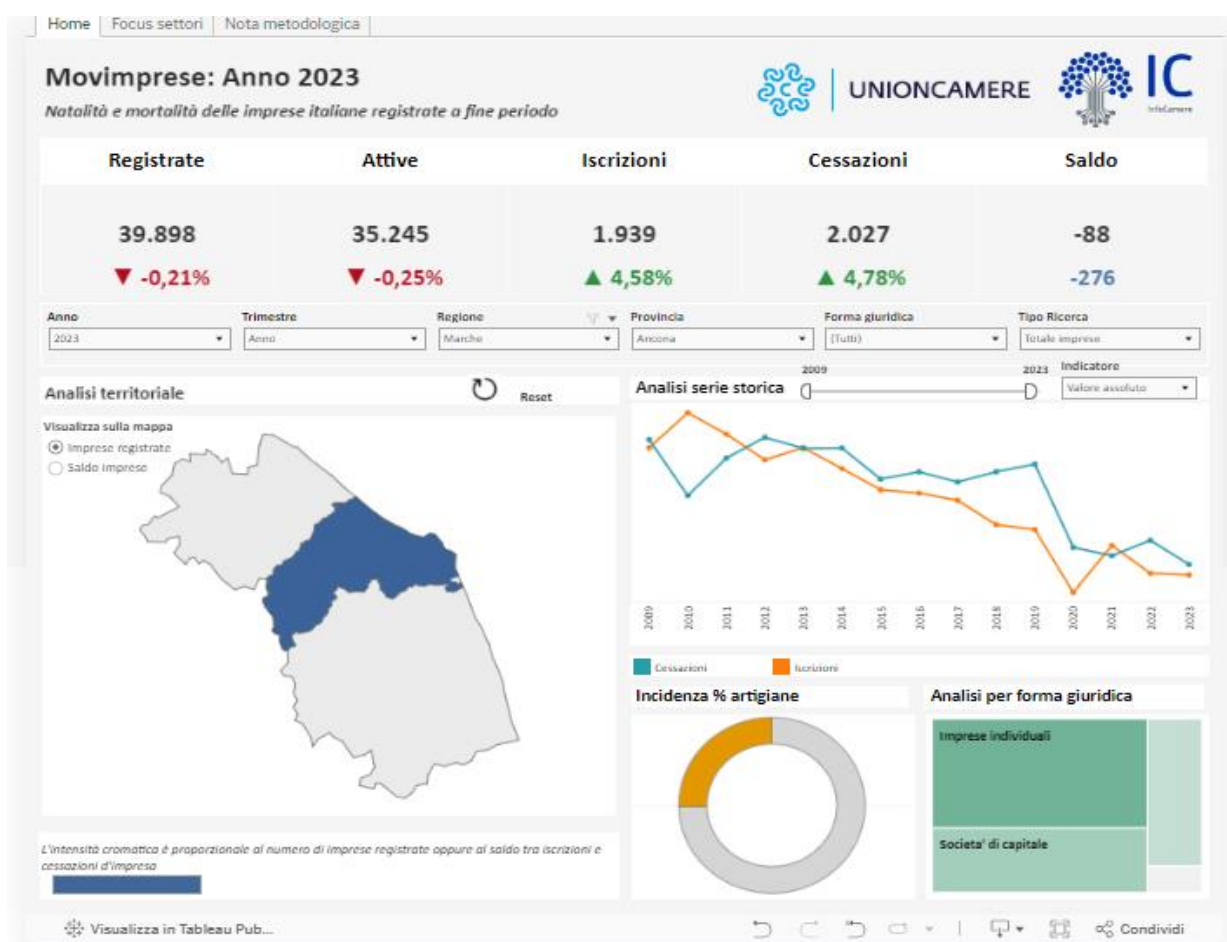 Home Focus settori Nota metodologica
Movimprese: Anno 2023
Natalità e mortalità delle imprese italiane registrate a fine periodo
UNIONCAMERE
IC
InfoCamere
Registrate Attive Iscrizioni Cessazioni Saldo
39.898 35.245 1.939 2.027 -88
▼ -0,21% ▼ -0,25% ▲ 4,58% ▲ 4,78% -276
Anno Trimestre Regione Provincia Forma giuridica Tipo Ricerca
2023 Anno Marche Ancona (Tutti) Totale imprese
Analisi territoriale Reset
Analisi serie storica 2009 2023 Indicatore
Valore assoluto
Visualizza sulla mappa
Imprese registrate
Saldo imprese
2009 2010 2011 2012 2013 2014 2015 2016 2017 2018 2019 2020 2021 2022 2023
Cessazioni Iscrizioni
Incidenza % artigiane Analisi per forma giuridica
Imprese individuali
Societa' di capitale
L'intensità cromatica è proporzionale al numero di imprese registrate oppure al saldo tra iscrizioni e
cessazioni d'impresa
Visualizza in Tableau Pub...
Condividi